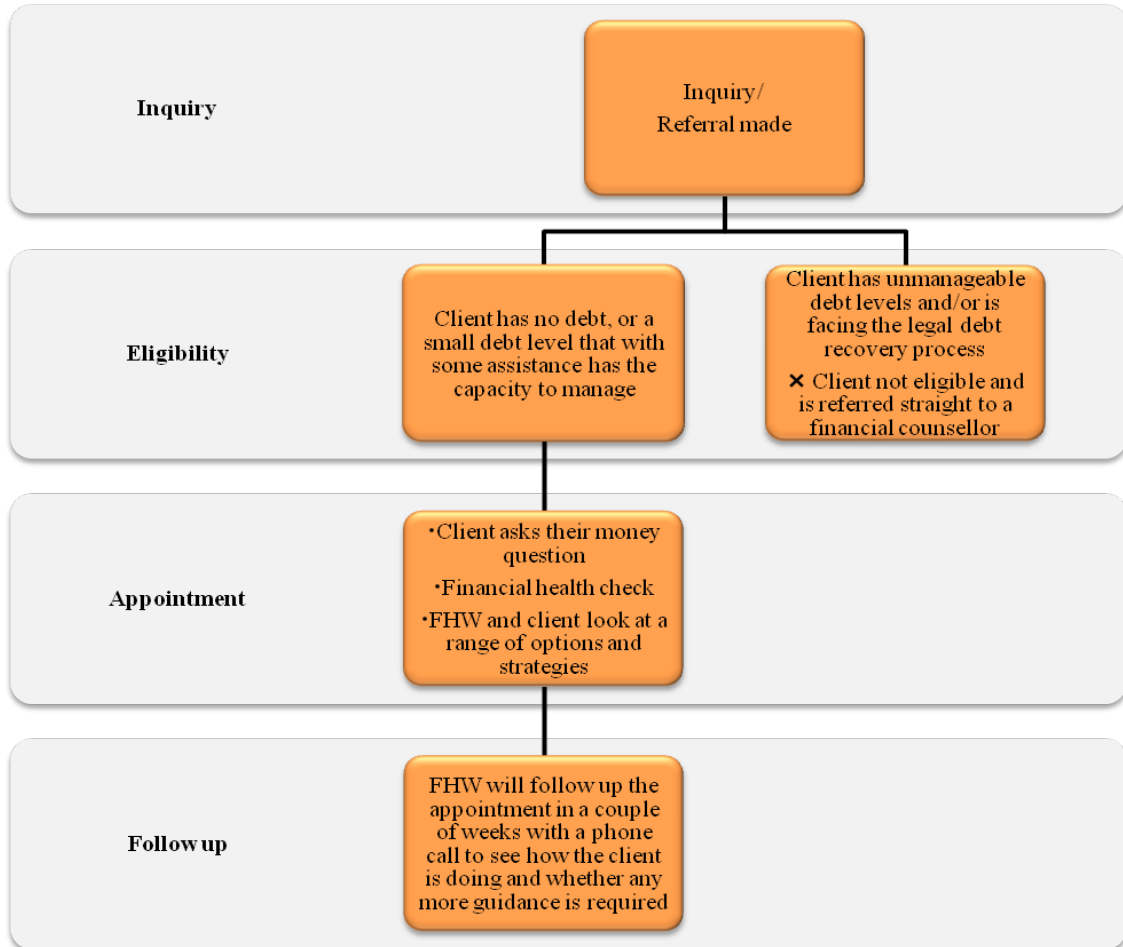 Inquiry
Inquiry/
Referral made
Eligibility
Client has no debt, or a
small debt level that with
some assistance has the
capacity to manage
Client has unmanageable
debt levels and/or is
facing the legal debt
recovery process
✕ Client not eligible and
is referred straight to a
financial counsellor
Appointment
·Client asks their money
question
·Financial health check
·FHW and client look at a
range of options and
strategies
Follow up
FHW will follow up the
appointment in a couple
of weeks with a phone
call to see how the client
is doing and whether any
more guidance is required